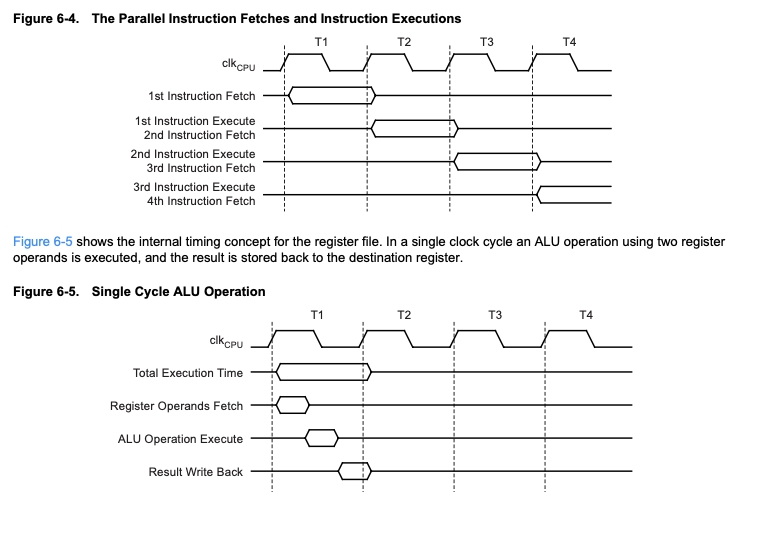 Figure 6-4. The Parallel Instruction Fetches and Instruction Executions
T1 T2 T3 T4
clkCPU
1st Instruction Fetch
1st Instruction Execute
2nd Instruction Fetch
2nd Instruction Execute
3rd Instruction Fetch
3rd Instruction Execute
4th Instruction Fetch
Figure 6-5 shows the internal timing concept for the register file. In a single clock cycle an ALU operation using two register
operands is executed, and the result is stored back to the destination register.
Figure 6-5. Single Cycle ALU Operation
T1 T2 T3 T4
clkCPU
Total Execution Time
Register Operands Fetch
ALU Operation Execute
Result Write Back